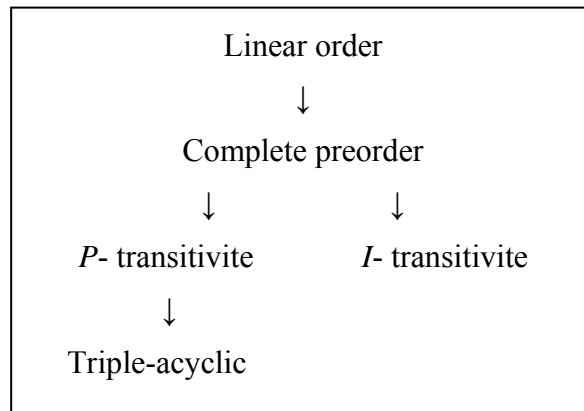 Linear order
↓
Complete preorder
↓ ↓
P- transitivite I- transitivite
↓
Triple-acyclic